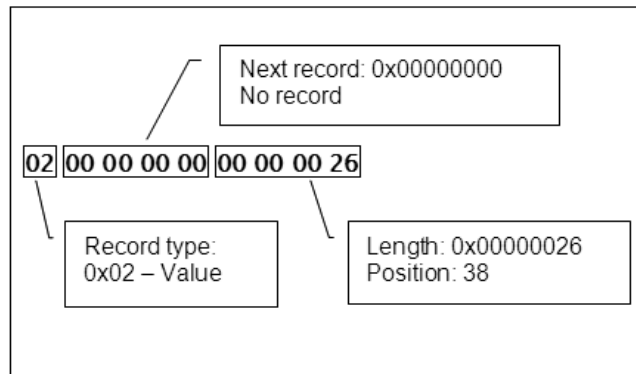 Next record: 0x00000000
No record
02 00 00 00 00 00 00 00 26
Record type:
0x02 – Value
Length: 0x00000026
Position: 38